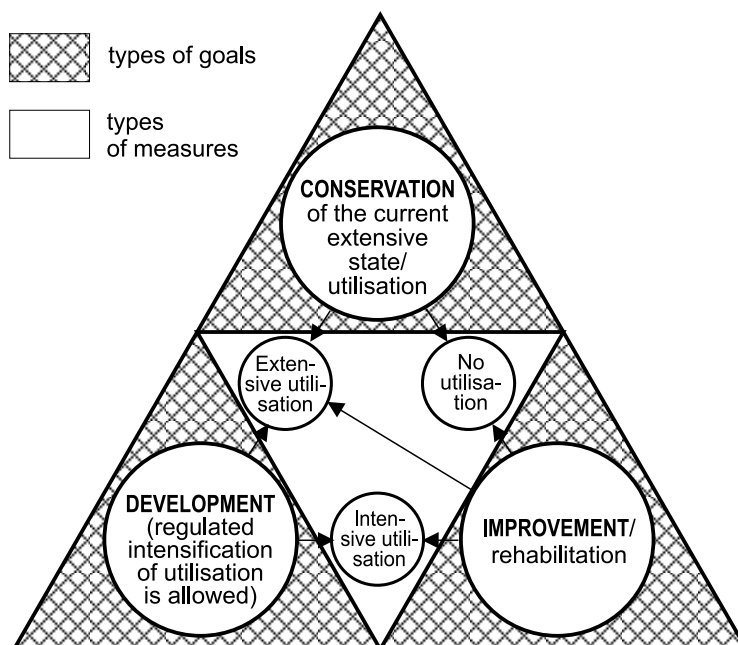 types of goals
types
of measures
CONSERVATION
of the current
extensive
state/
utilisation
Exten-
sive utili-
sation
No
utilisa-
tion
DEVELOPMENT
(regulated
intensification
of utilisation
is allowed)
Inten-
sive utili-
sation
IMPROVEMENT/
rehabilitation